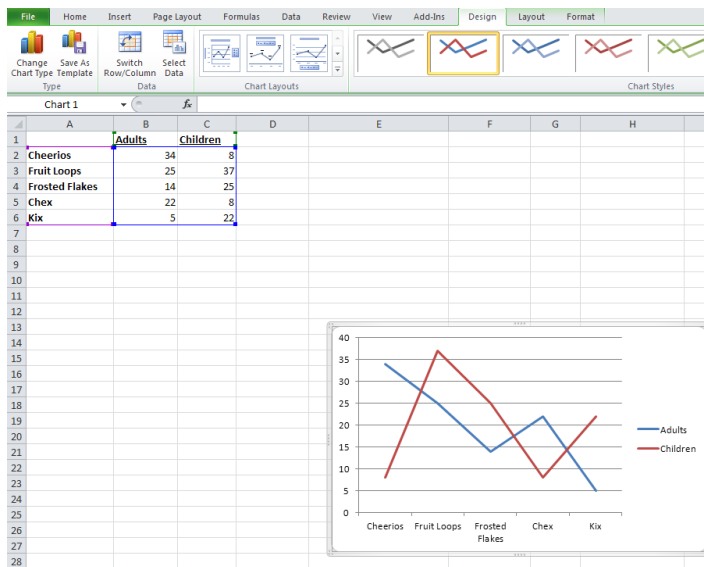 File Home Insert Page Layout Formulas Data Review View Add-Ins Design Layout Format
Change Save As Switch Select
Chart Type Template Row/Column Data
Type Data Chart Layouts Chart Styles
Chart 1 fx
A B C D E F G H
1 Adults Children
2 Cheerios 34 8
3 Fruit Loops 25 37
4 Frosted Flakes 14 25
5 Chex 22 8
6 Kix 5 22
7
8
9
10
11
12
13
14
15
16
17
18
19
20
21
22
23
24
25
26
27
28
40
35
30
25
20
15
10
5
0
Cheerios Fruit Loops Frosted Chex Kix
Flakes
Adults
Children